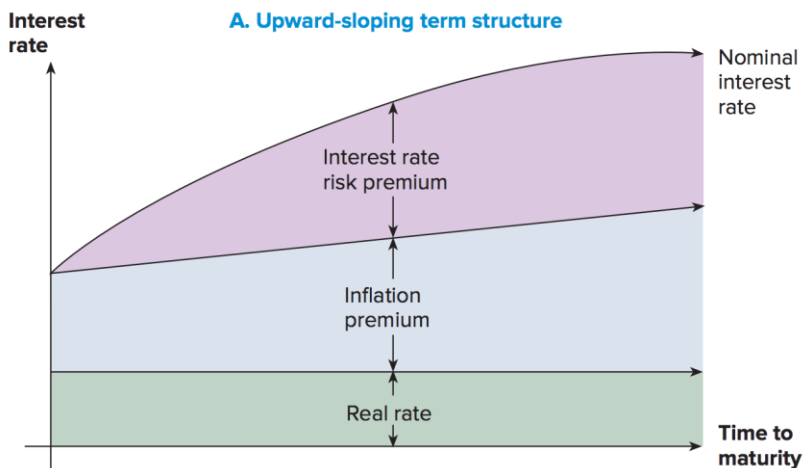 Interest
rate
A. Upward-sloping term structure
Nominal
interest
rate
Interest rate
risk premium
Inflation
premium
Real rate
Time to
maturity